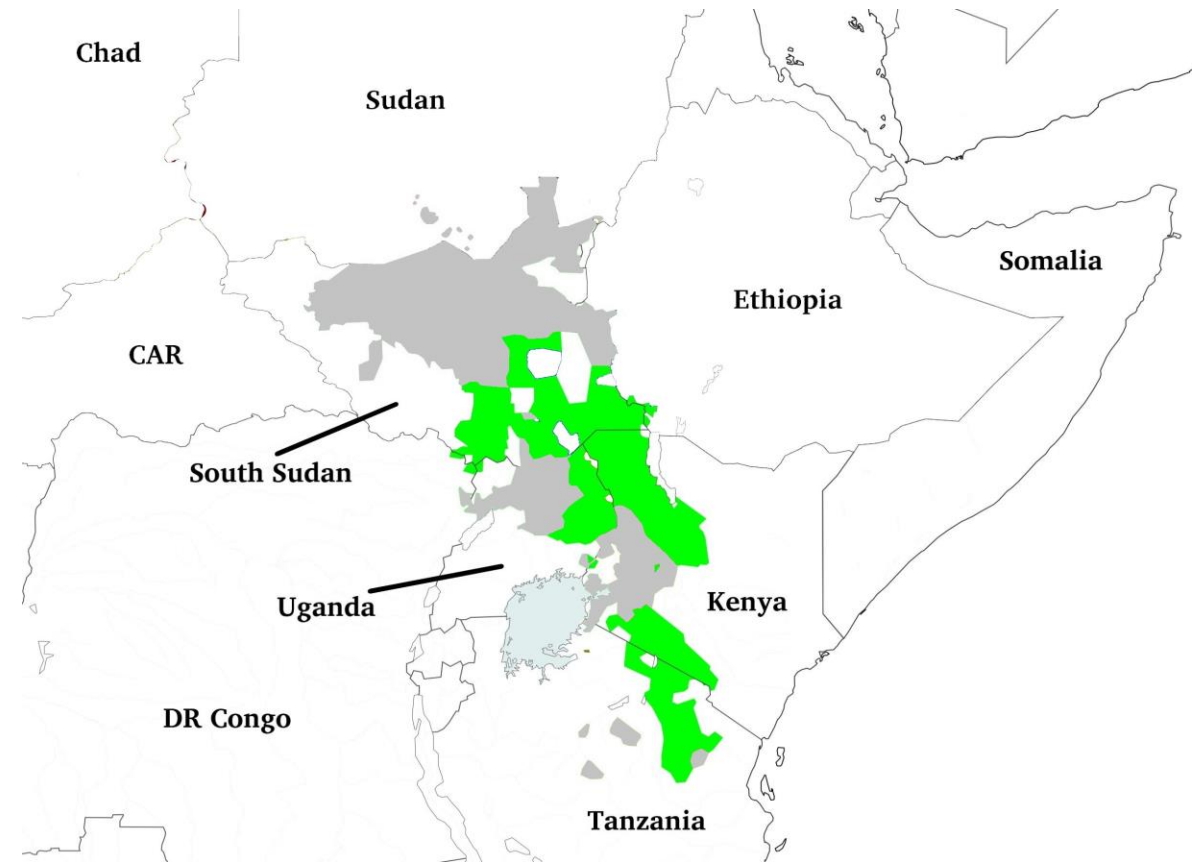 Chad
Sudan
Somalia
Ethiopia
CAR
South Sudan
Uganda
Kenya
DR Congo
Tanzania